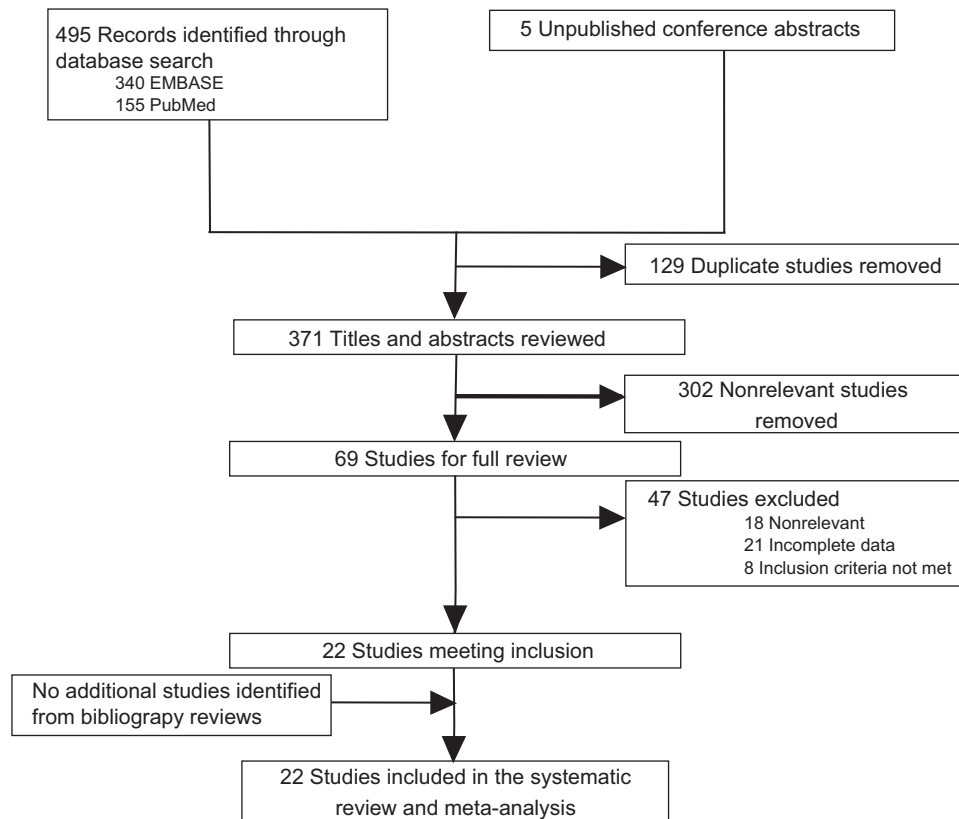 495 Records identified through
database search
340 EMBASE
155 PubMed
5 Unpublished conference abstracts
129 Duplicate studies removed
371 Titles and abstracts reviewed
302 Nonrelevant studies
removed
69 Studies for full review
47 Studies excluded
18 Nonrelevant
21 Incomplete data
8 Inclusion criteria not met
22 Studies meeting inclusion
No additional studies identified
from bibliograpy reviews
22 Studies included in the systematic
review and meta-analysis